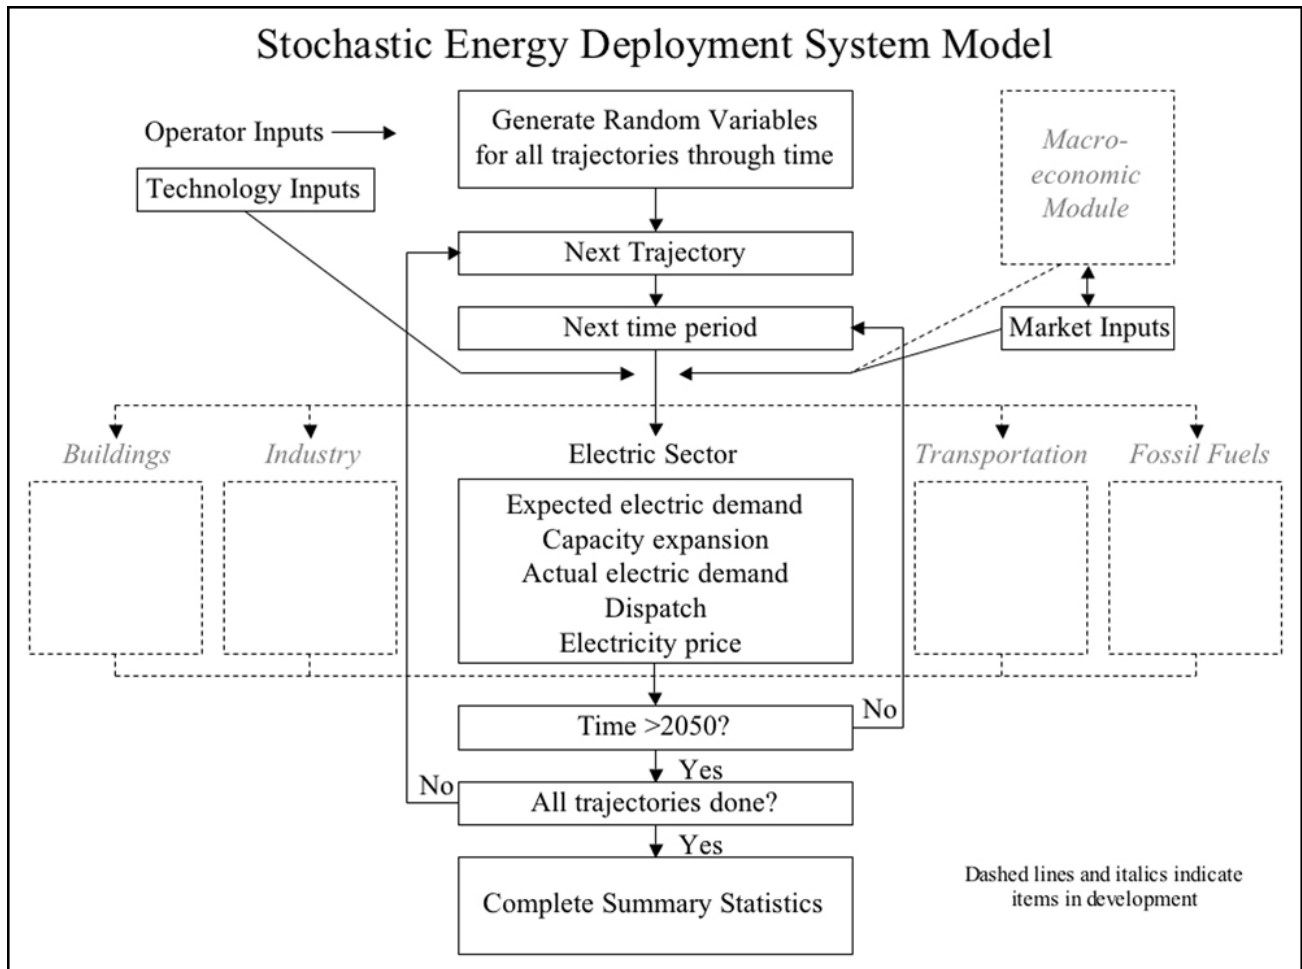 Stochastic Energy Deployment System Model
Operator Inputs
Technology Inputs
Generate Random Variables
for all trajectories through time
Macro-
economic
Module
Next Trajectory
Next time period
Market Inputs
Buildings
Industry
Electric Sector
Transportation
Fossil Fuels
Expected electric demand
Capacity expansion
Actual electric demand
Dispatch
Electricity price
Time >2050?
No
Yes
No
All trajectories done?
Yes
Complete Summary Statistics
Dashed lines and italics indicate
items in development